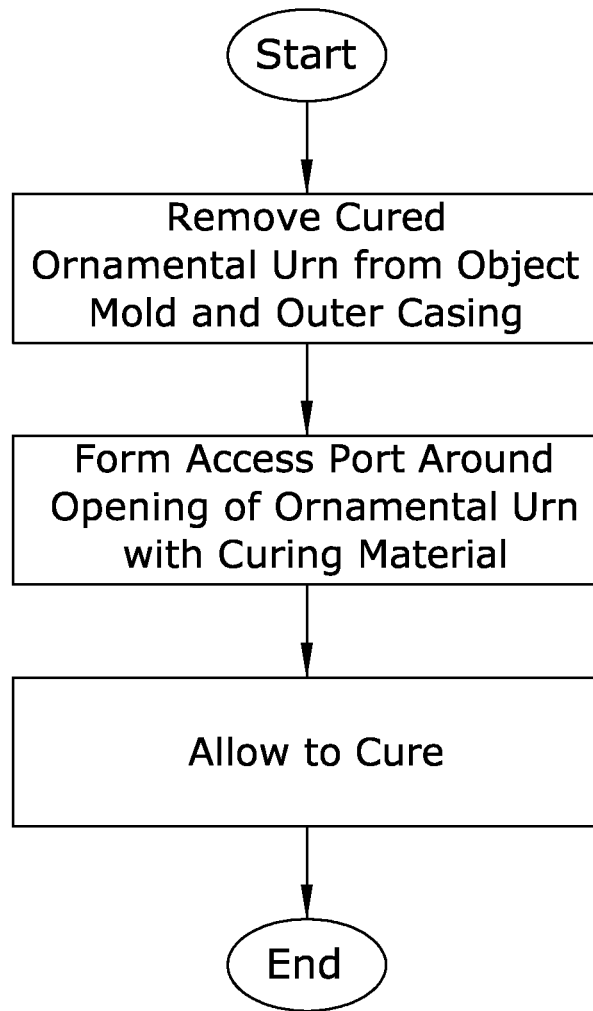 Start
Remove Cured
Ornamental Urn from Object
Mold and Outer Casing
Form Access Port Around
Opening of Ornamental Urn
with Curing Material
Allow to Cure
End